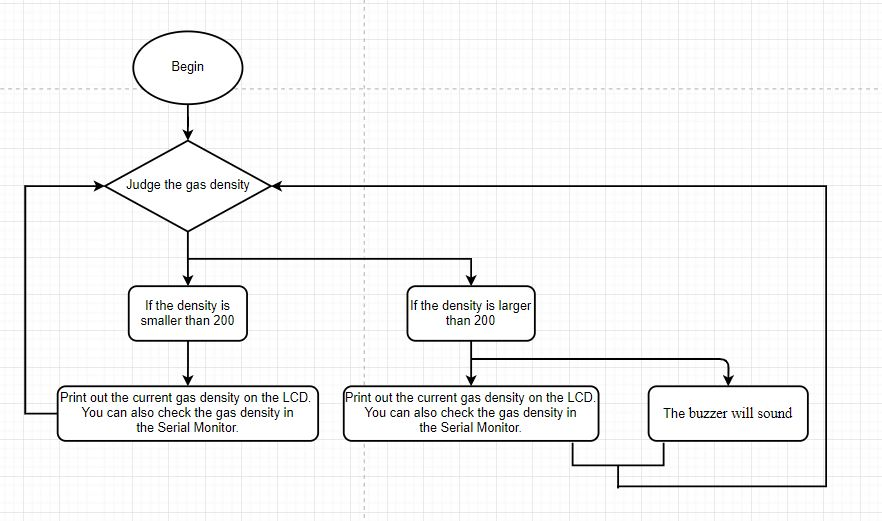 Begin
Judge the gas density
If the density is
smaller than 200
If the density is larger
than 200
Print out the current gas density on the LCD.
You can also check the gas density in
the Serial Monitor.
Print out the current gas density on the LCD.
You can also check the gas density in
the Serial Monitor.
The buzzer will sound